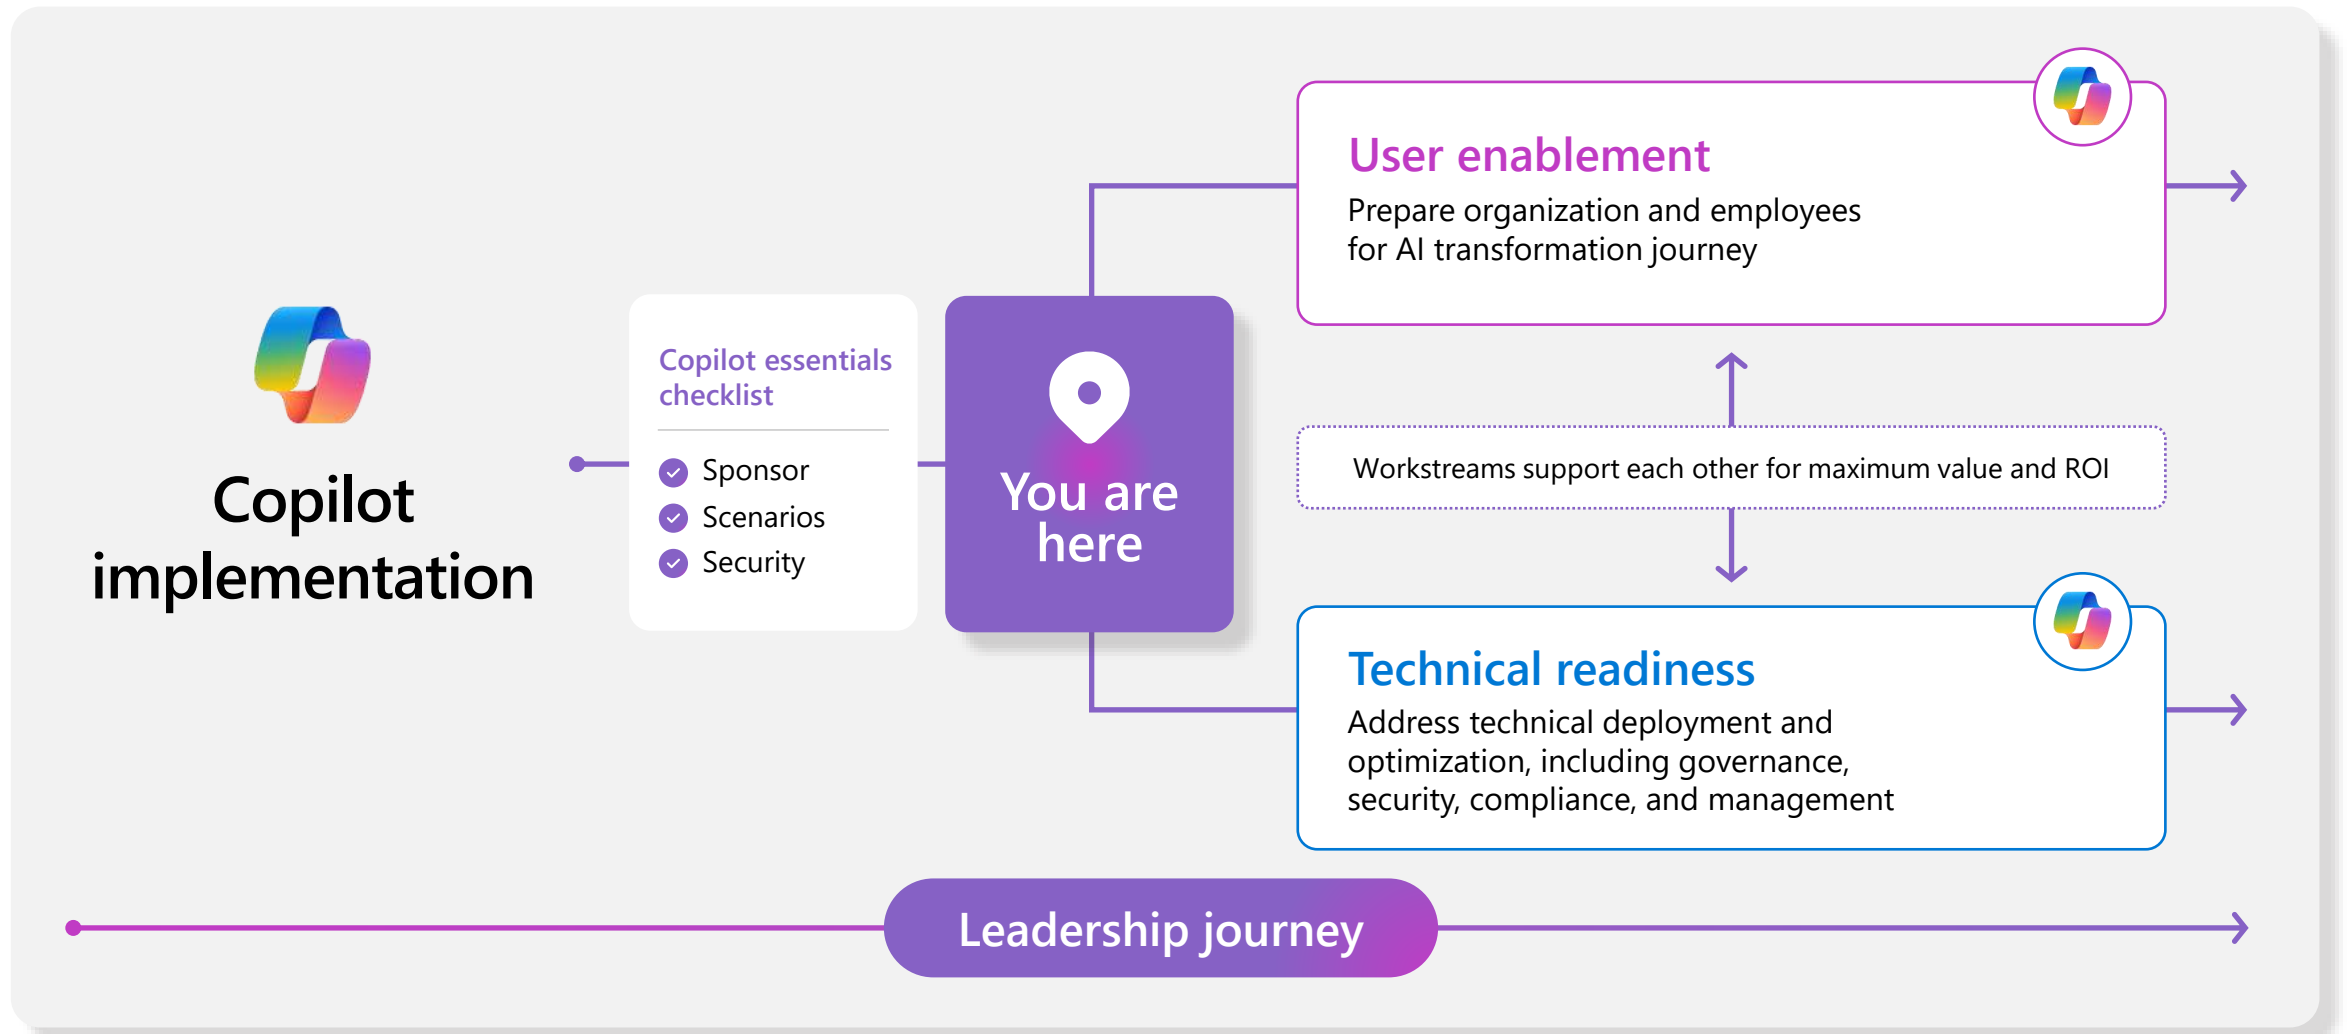 Copilot
implementation
Copilot essentials
checklist
Sponsor
Scenarios
Security
You are
here
User enablement
Prepare organization and employees
for AI transformation journey
Workstreams support each other for maximum value and ROI
Technical readiness
Address technical deployment and
optimization, including governance,
security, compliance, and management
Leadership journey